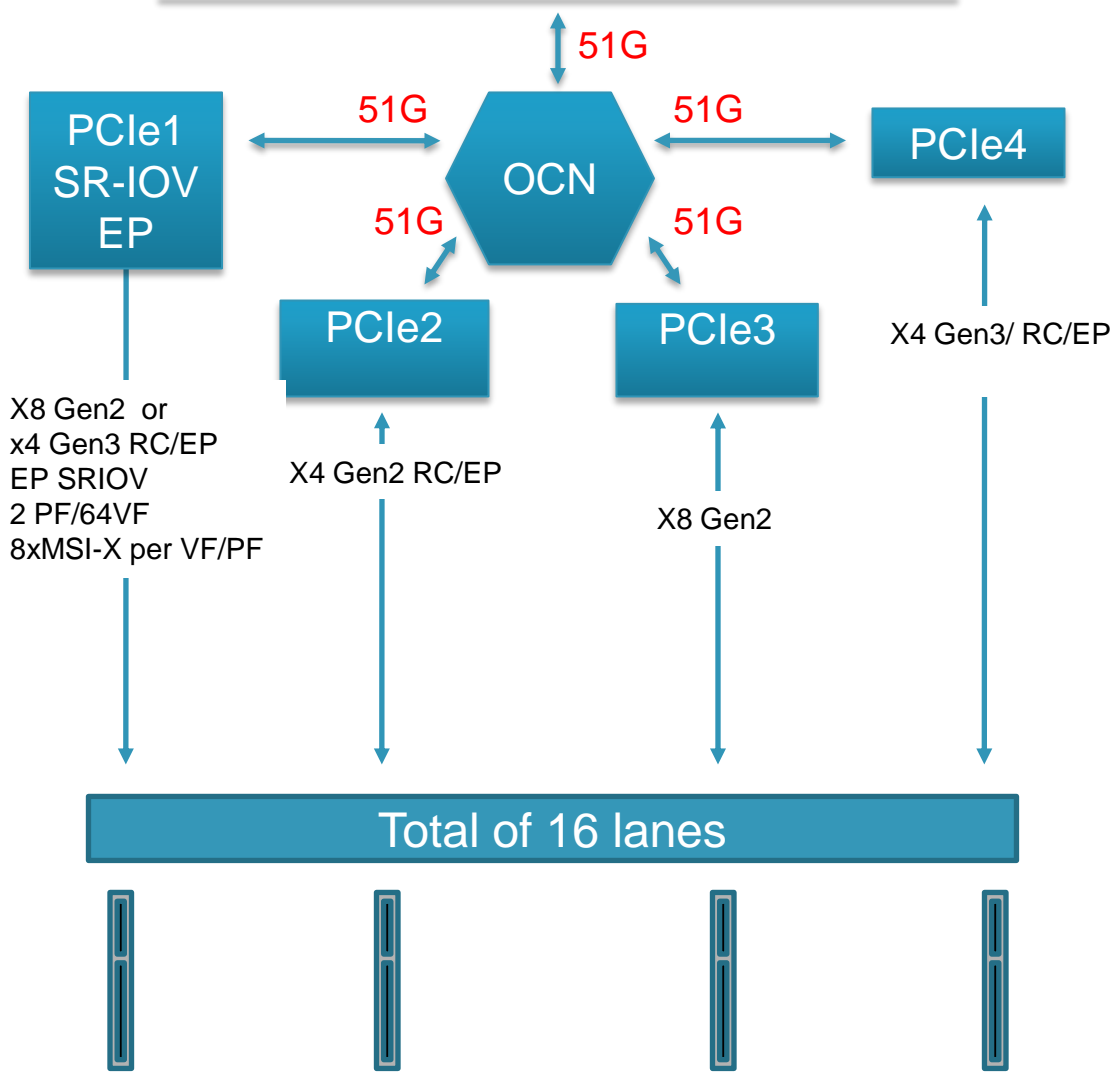 51G
PCIe1
SR-IOV
EP
51G
OCN
51G
PCIe4
51G
51G
PCIe2
PCIe3
X4 Gen3/ RC/EP
X8 Gen2  or
x4 Gen3 RC/EP
EP SRIOV
2 PF/64VF
8xMSI-X per VF/PF
X4 Gen2 RC/EP
X8 Gen2
Total of 16 lanes